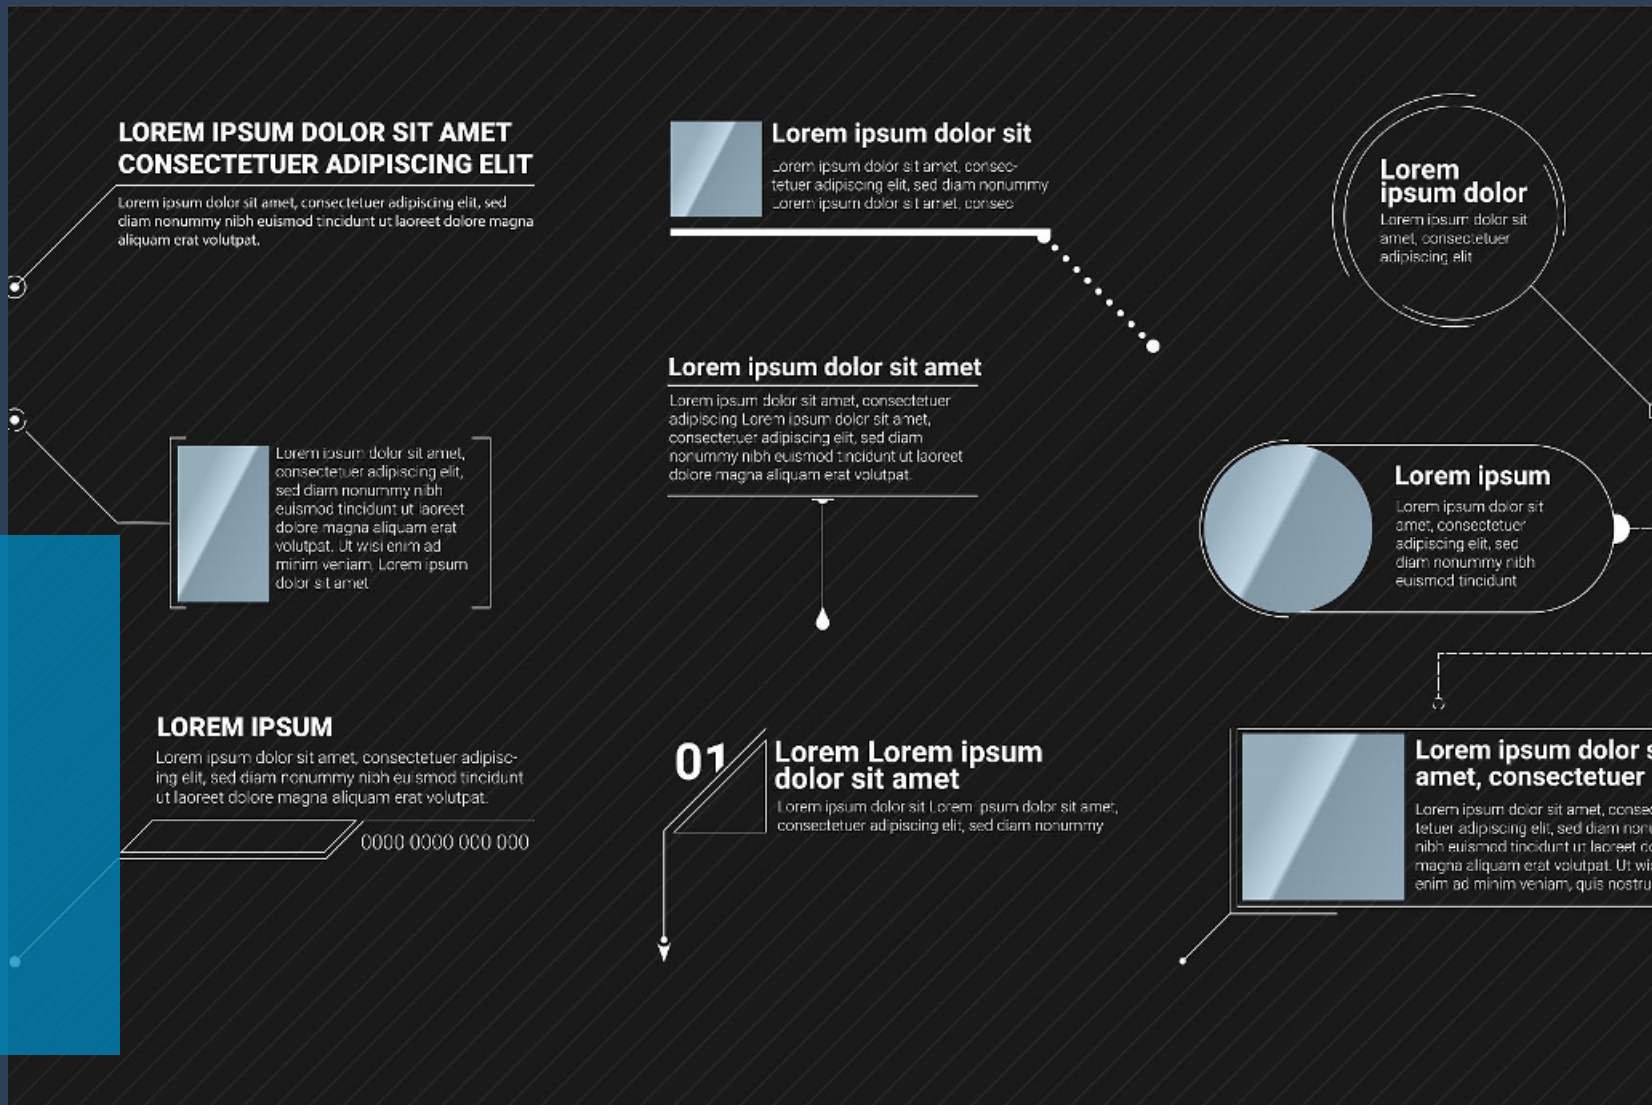 LOREM IPSUM DOLOR SIT AMET
CONSECTETUER ADIPISCING ELIT
Lorem ipsum dolor sit amet, consectetuer adipiscing elit, sed
diam nonummy nibh euismod tincidunt ut laoreet dolore magna
aliquam erat volutpat.
Lorem ipsum dolor sit
Lorem ipsum dolor sit amet, consec-
tetuer adipiscing elit, sed diam nonummy
Lorem ipsum dolor sit amet, consec
Lorem
ipsum dolor
Lorem ipsum dolor sit
amet, consectetuer
adipiscing elit
Lorem ipsum dolor sit amet,
consectetuer adipiscing elit,
sed diam nonummy nibh
euismod tincidunt ut laoreet
dolore magna aliquam erat
volutpat. Ut wisi enim ad
minim veniam, Lorem ipsum
dolor sit amet
Lorem ipsum dolor sit amet
Lorem ipsum dolor sit amet, consectetuer
adipiscing Lorem ipsum dolor sit amet,
consectetuer adipiscing elit, sed diam
nonummy nibh euismod tincidunt ut laoreet
dolore magna aliquam erat volutpat.
Lorem ipsum
Lorem ipsum dolor sit
amet, consectetuer
adipiscing elit, sed
diam nonummy nibh
euismod tincidunt
LOREM IPSUM
Lorem ipsum dolor sit amet, consectetuer adipisc-
ing elit, sed diam nonummy nibh euismod tincidunt
ut laoreet dolore magna aliquam erat volutpat.
0000 0000 000 000
01
Lorem Lorem ipsum
dolor sit amet
Lorem ipsum dolor sit Lorem ipsum dolor sit amet,
consectetuer adipiscing elit, sed diam nonummy
Lorem ipsum dolor
amet, consectetuer
Lorem ipsum dolor sit amet, consec
tetuer adipiscing elit, sed diam
nibh euismod tincidunt ut laoreet
magna aliquam erat volutpat. Ut
enim ad minim veniam, quis